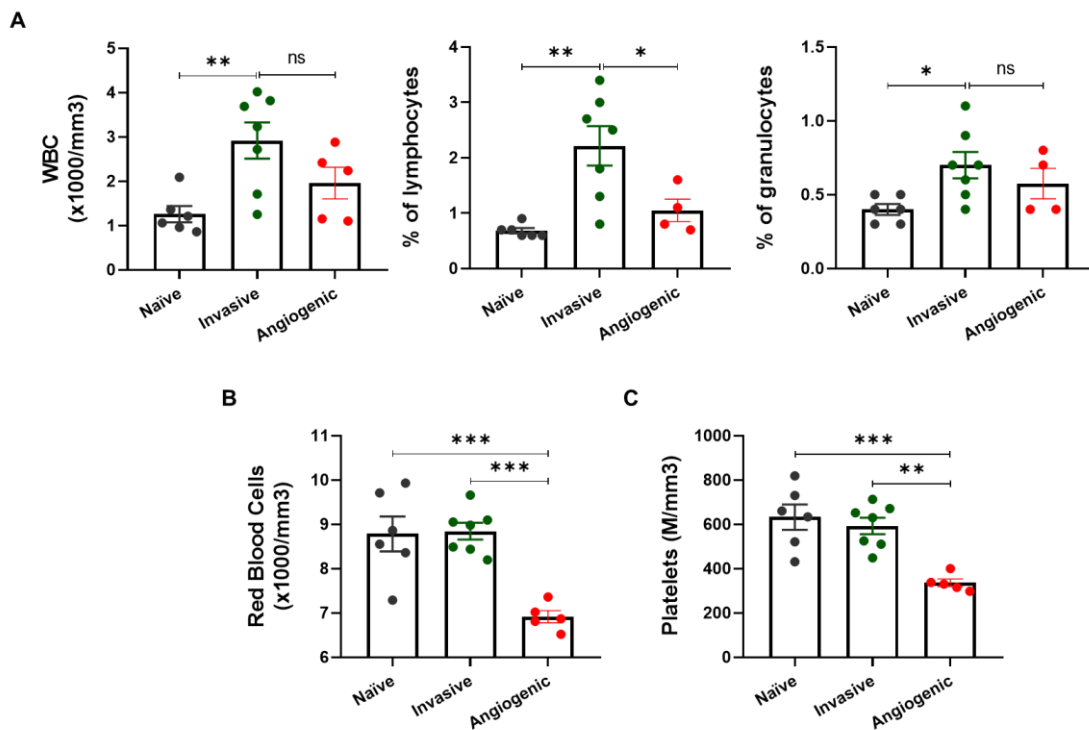 A
WBC
(x1000/mm3)
5
4
3
2
1
0
**
ns
Naïve
Invasive
Angiogenic
% of lymphocytes
4
3
2
1
0
**
*
Naïve
Invasive
Angiogenic
% of granulocytes
1.5
1.0
0.5
0.0
*
ns
Naïve
Invasive
Angiogenic
B
Red Blood Cells
(x1000/mm3)
11
10
9
8
7
6
***
***
Naïve
Invasive
Angiogenic
C
Platelets (M/mm3)
1000
800
600
400
200
0
***
**
Naïve
Invasive
Angiogenic